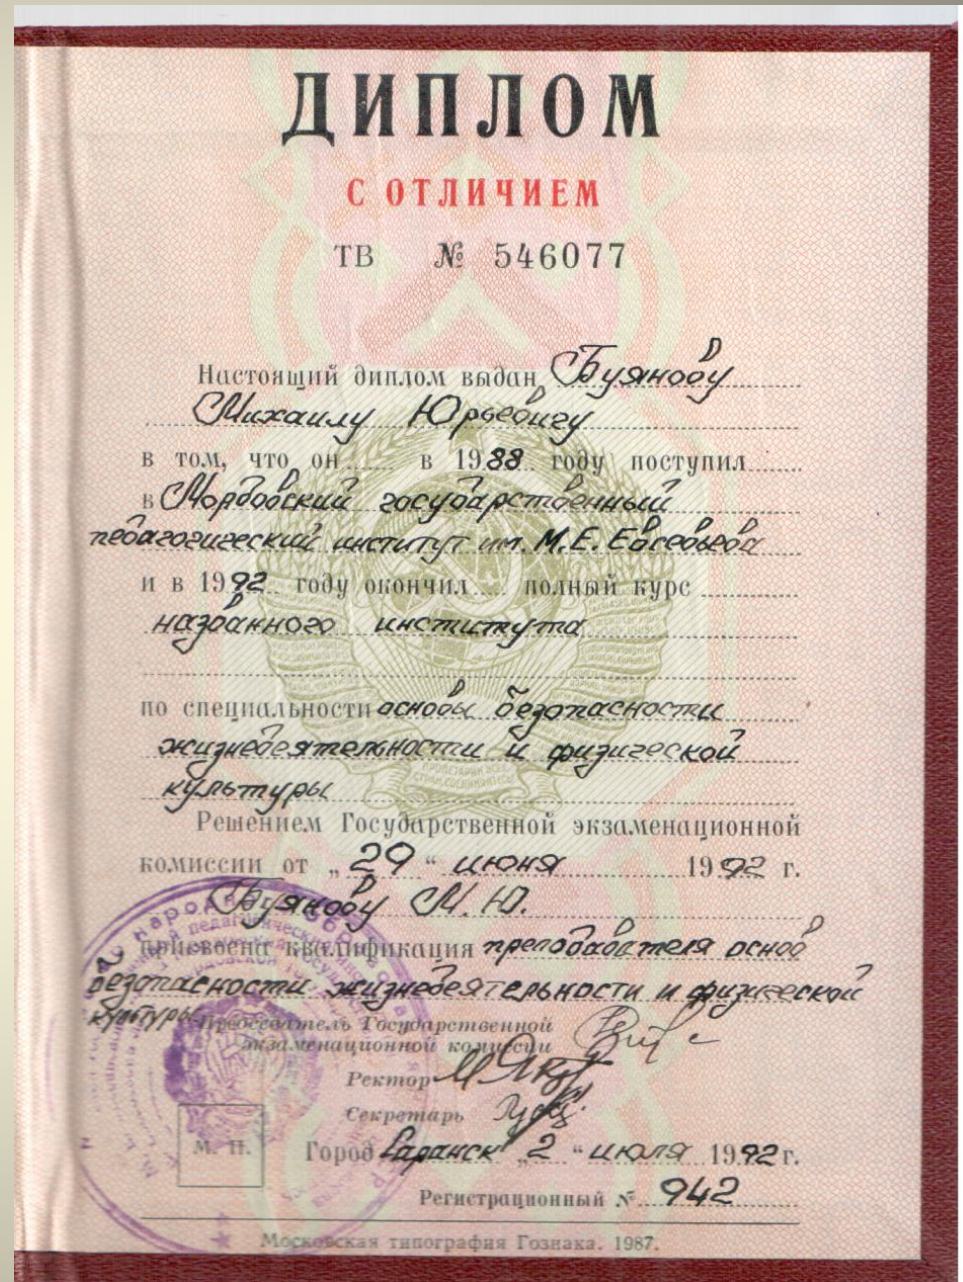 ДИПЛОМ
С ОТЛИЧИЕМ
ТВ № 546077
Настоящий диплом выдан Буянову
Михаилу Юрьевичу
в том, что он в 1988 году поступил
в Мордовский государственный
педагогический институт им. М.Е. Евсевьева
и в 1992 году окончил полный курс
названного института
по специальности основы безопасности
жизнедеятельности и физической
культуры
Решением Государственной экзаменационной
комиссии от „29“ июня 1992 г.
Буянову М.Ю.
присвоена квалификация преподавателя основ
безопасности жизнедеятельности и физической
культуры
Председатель Государственной
экзаменационной комиссии
Ректор
Секретарь
М. П.
Город Саранск „2“ июля 1992 г.
Регистрационный № 942
Московская типография Гознака. 1987.